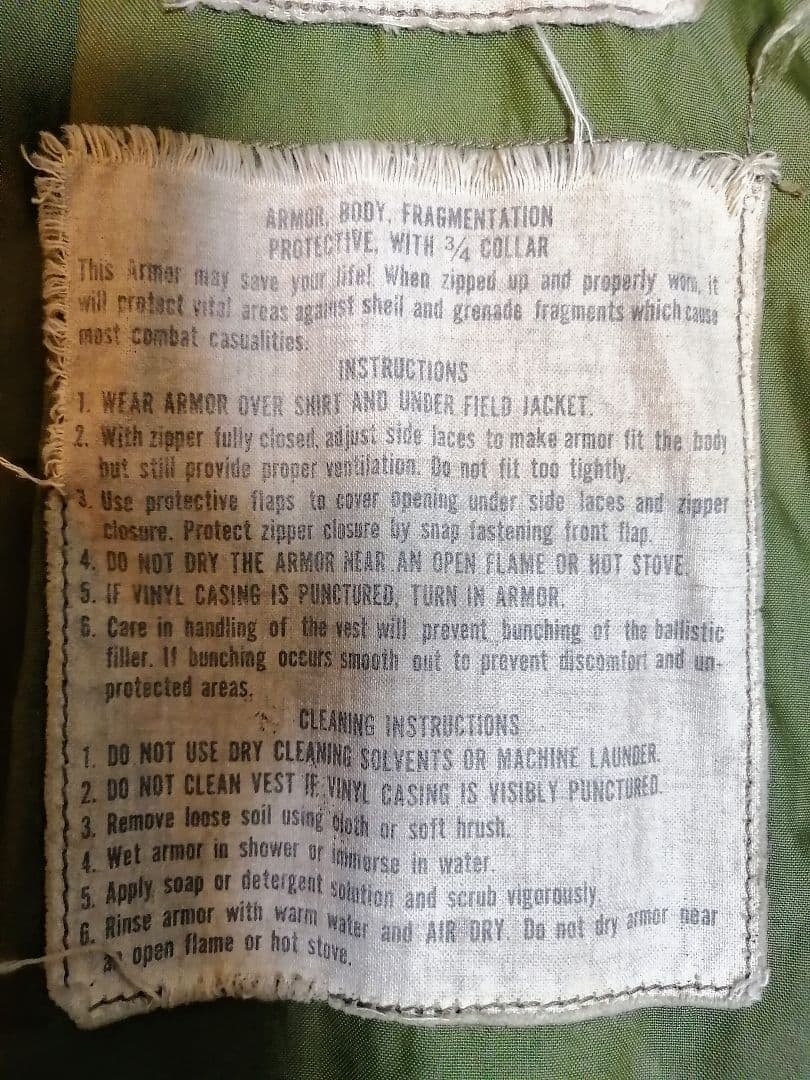 ARMOR, BODY, FRAGMENTATION
PROTECTIVE, WITH 3/4 COLLAR
This Armor may save your life! When zipped up and properly worn, it
will protect vital areas against shell and grenade fragments which cause
most combat casualities.
INSTRUCTIONS
1. WEAR ARMOR OVER SHIRT AND UNDER FIELD JACKET.
2. With zipper fully closed, adjust side laces to make armor fit the body
but still provide proper ventilation. Do not fit too tightly.
3. Use protective flaps to cover opening under side laces and zipper
closure. Protect zipper closure by snap fastening front flap.
4. DO NOT DRY THE ARMOR NEAR AN OPEN FLAME OR HOT STOVE.
5. IF VINYL CASING IS PUNCTURED, TURN IN ARMOR.
6. Care in handling of the vest will prevent bunching of the ballistic
filler. If bunching occurs smooth out to prevent discomfort and un-
protected areas.
CLEANING INSTRUCTIONS
1. DO NOT USE DRY CLEANING SOLVENTS OR MACHINE LAUNDER.
2. DO NOT CLEAN VEST IF VINYL CASING IS VISIBLY PUNCTURED.
3. Remove loose soil using cloth or soft brush.
4. Wet armor in shower or immerse in water.
5. Apply soap or detergent solution and scrub vigorously.
6. Rinse armor with warm water and AIR DRY. Do not dry armor near
an open flame or hot stove.